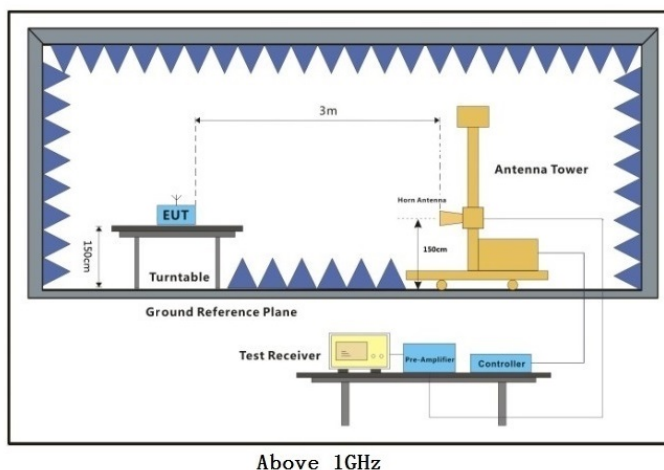 3m
Antenna Tower
Horn Antenna
EUT
150cm
150cm
Turntable
Ground Reference Plane
Test Receiver
Pre-Amplifier
Controller
Above 1GHz